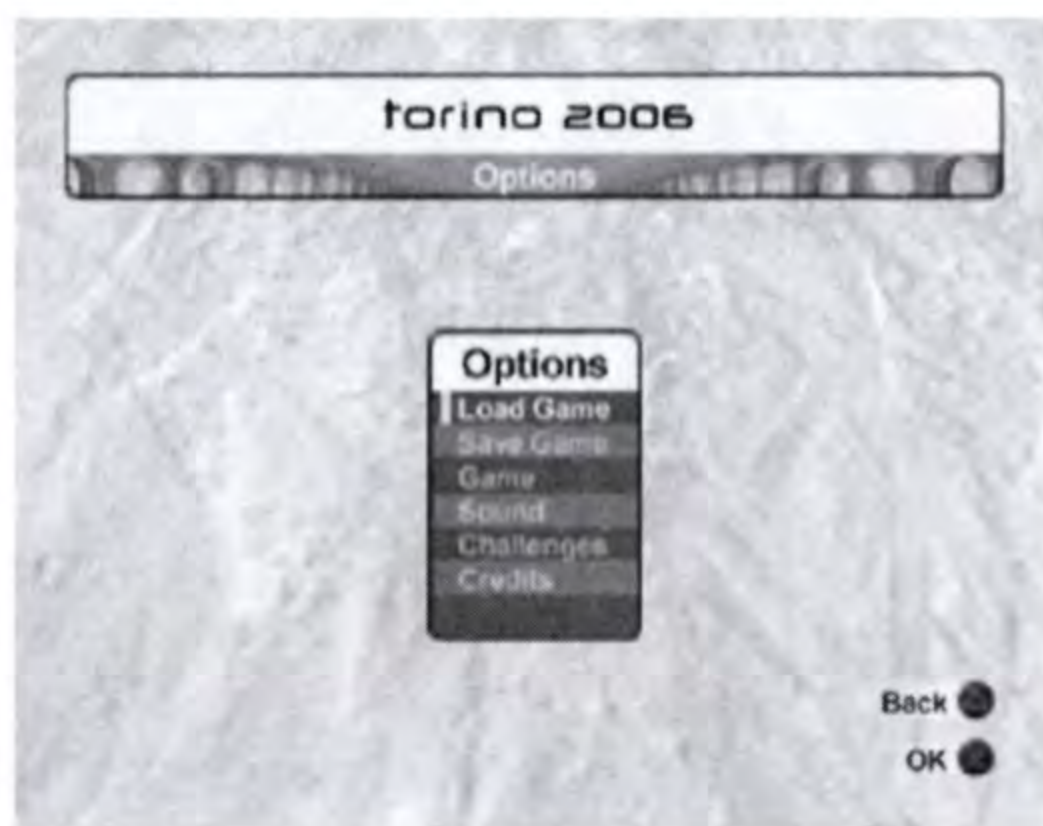 torino 2006
Options
Options
Load Game
Save Game
Game
Sound
Challenges
Credits
Back
OK